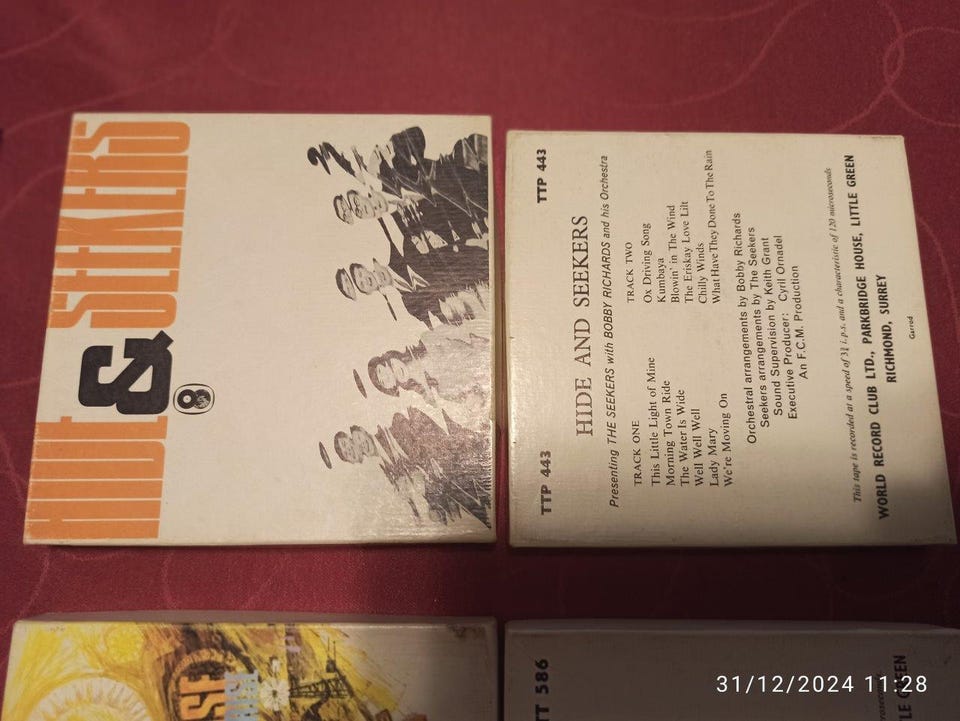 HIDE & SEEKERS
TTP 443 TTP 443
HIDE AND SEEKERS
Presenting THE SEEKERS with BOBBY RICHARDS and his Orchestra
TRACK ONE
This Little Light of Mine
Morning Town Ride
The Water Is Wide
Well Well Well
Lady Mary
We're Moving On
TRACK TWO
Ox Driving Song
Kumbaya
Blowin' in The Wind
The Eriskay Love Lilt
Chilly Winds
What Have They Done To The Rain
Orchestral arrangements by Bobby Richards
Seekers arrangements by The Seekers
Sound Supervision by Keith Grant
Executive Producer: Cyril Ornadel
An F.C.M. Production
This tape is recorded at a speed of 3¾ i.p.s. and a characteristic of 120 microseconds
WORLD RECORD CLUB LTD., PARKBRIDGE HOUSE, LITTLE GREEN
RICHMOND, SURREY
Garrod
TT 586
31/12/2024 11:28